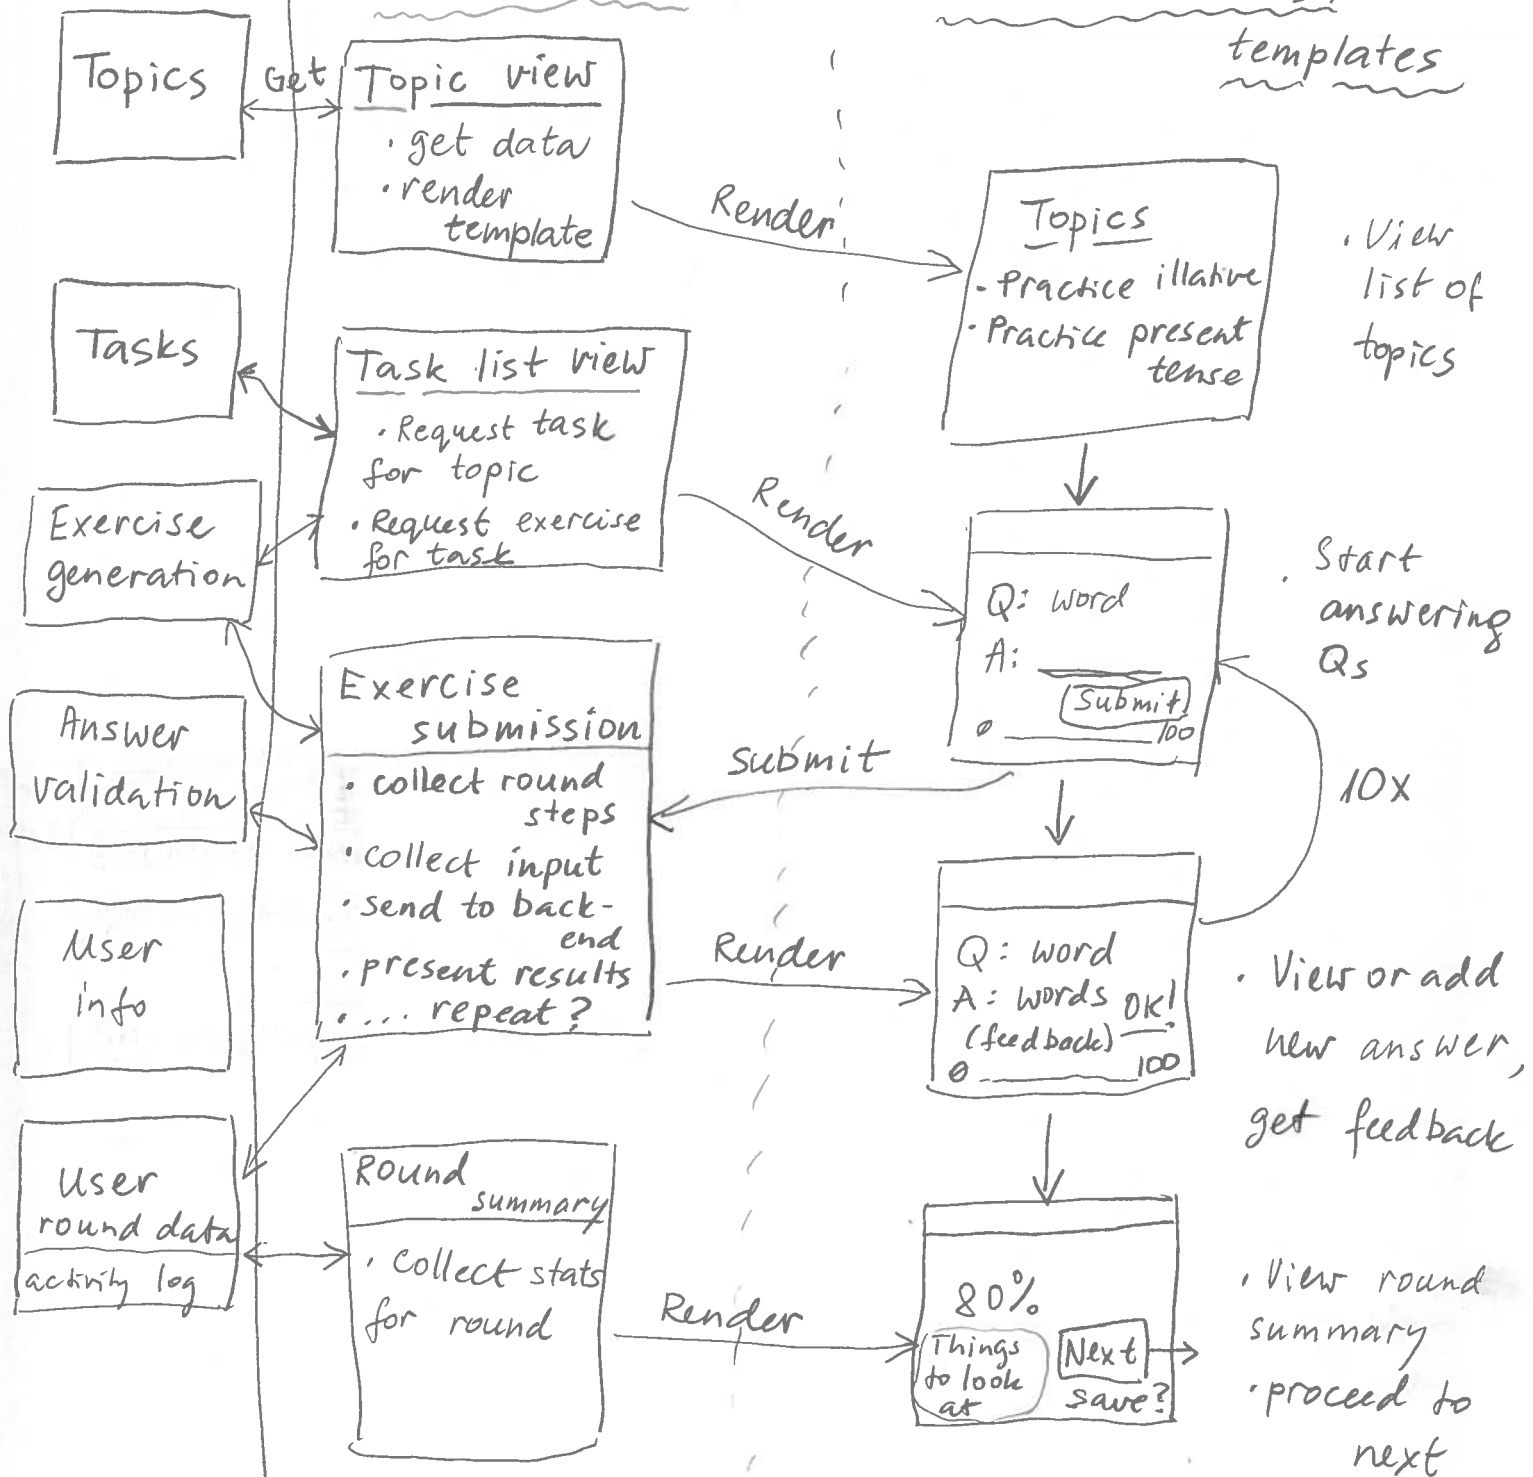 templates
Topics
Get
Topic view
· get data
· render
template
Render
Topics
· Practice illative
· Practice present
tense
· View
list of
topics
Tasks
Task list view
· Request task
for topic
· Request exercise
for task
Render
Exercise
generation
Q: word
A:
Submit
0 100
· Start
answering
Qs
Answer
validation
Exercise
submission
· collect round
steps
· collect input
· send to back-
end
· present results
· ... repeat?
Submit
10x
Render
Q: word
A: words OK!
(feedback)
0 100
· View or add
new answer,
get feedback
User
info
User
round data
activity log
Round
summary
· Collect stats
for round
Render
80%
Things
to look
at
Next
save?
· View round
summary
· proceed to
next